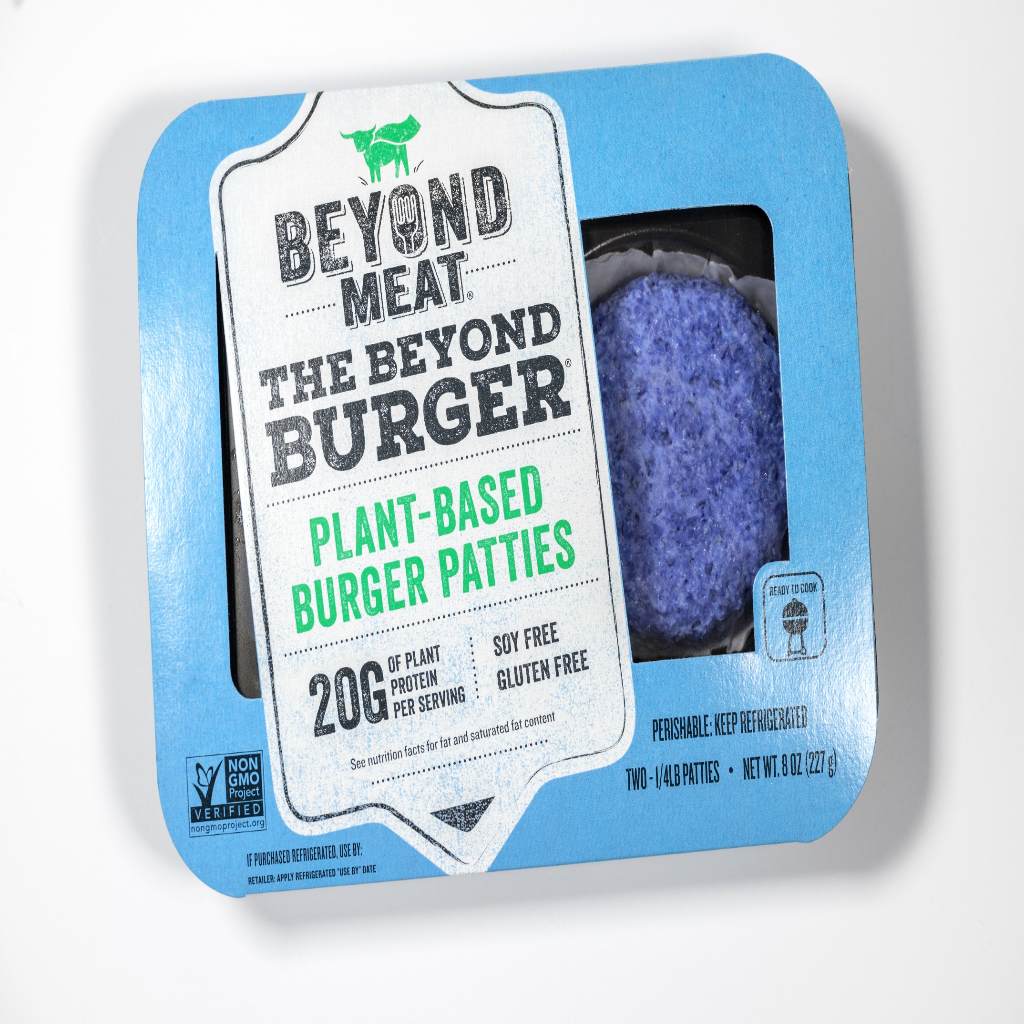 BEYOND
MEAT®
THE BEYOND
BURGER®
PLANT-BASED
BURGER PATTIES
20G
OF PLANT
PROTEIN
PER SERVING
SOY FREE
GLUTEN FREE
See nutrition facts for fat and saturated fat content
READY TO COOK
PERISHABLE: KEEP REFRIGERATED
TWO - 1/4LB PATTIES • NET WT. 8 OZ (227 g)
NON
GMO
Project
VERIFIED
nongmoproject.org
IF PURCHASED REFRIGERATED, USE BY:
RETAILER: APPLY REFRIGERATED "USE BY" DATE